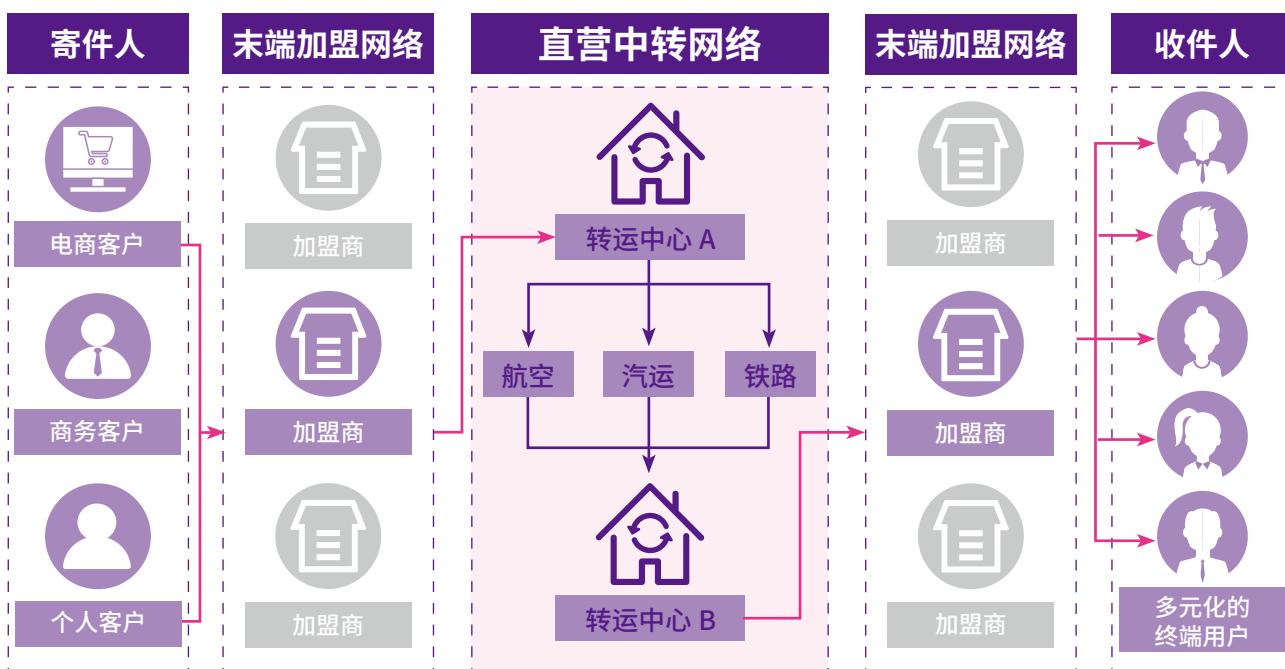 寄件人
末端加盟网络
直营中转网络
末端加盟网络
收件人
电商客户
商务客户
个人客户
加盟商
加盟商
加盟商
转运中心 A
航空
汽运
铁路
转运中心 B
加盟商
加盟商
加盟商
多元化的
终端用户